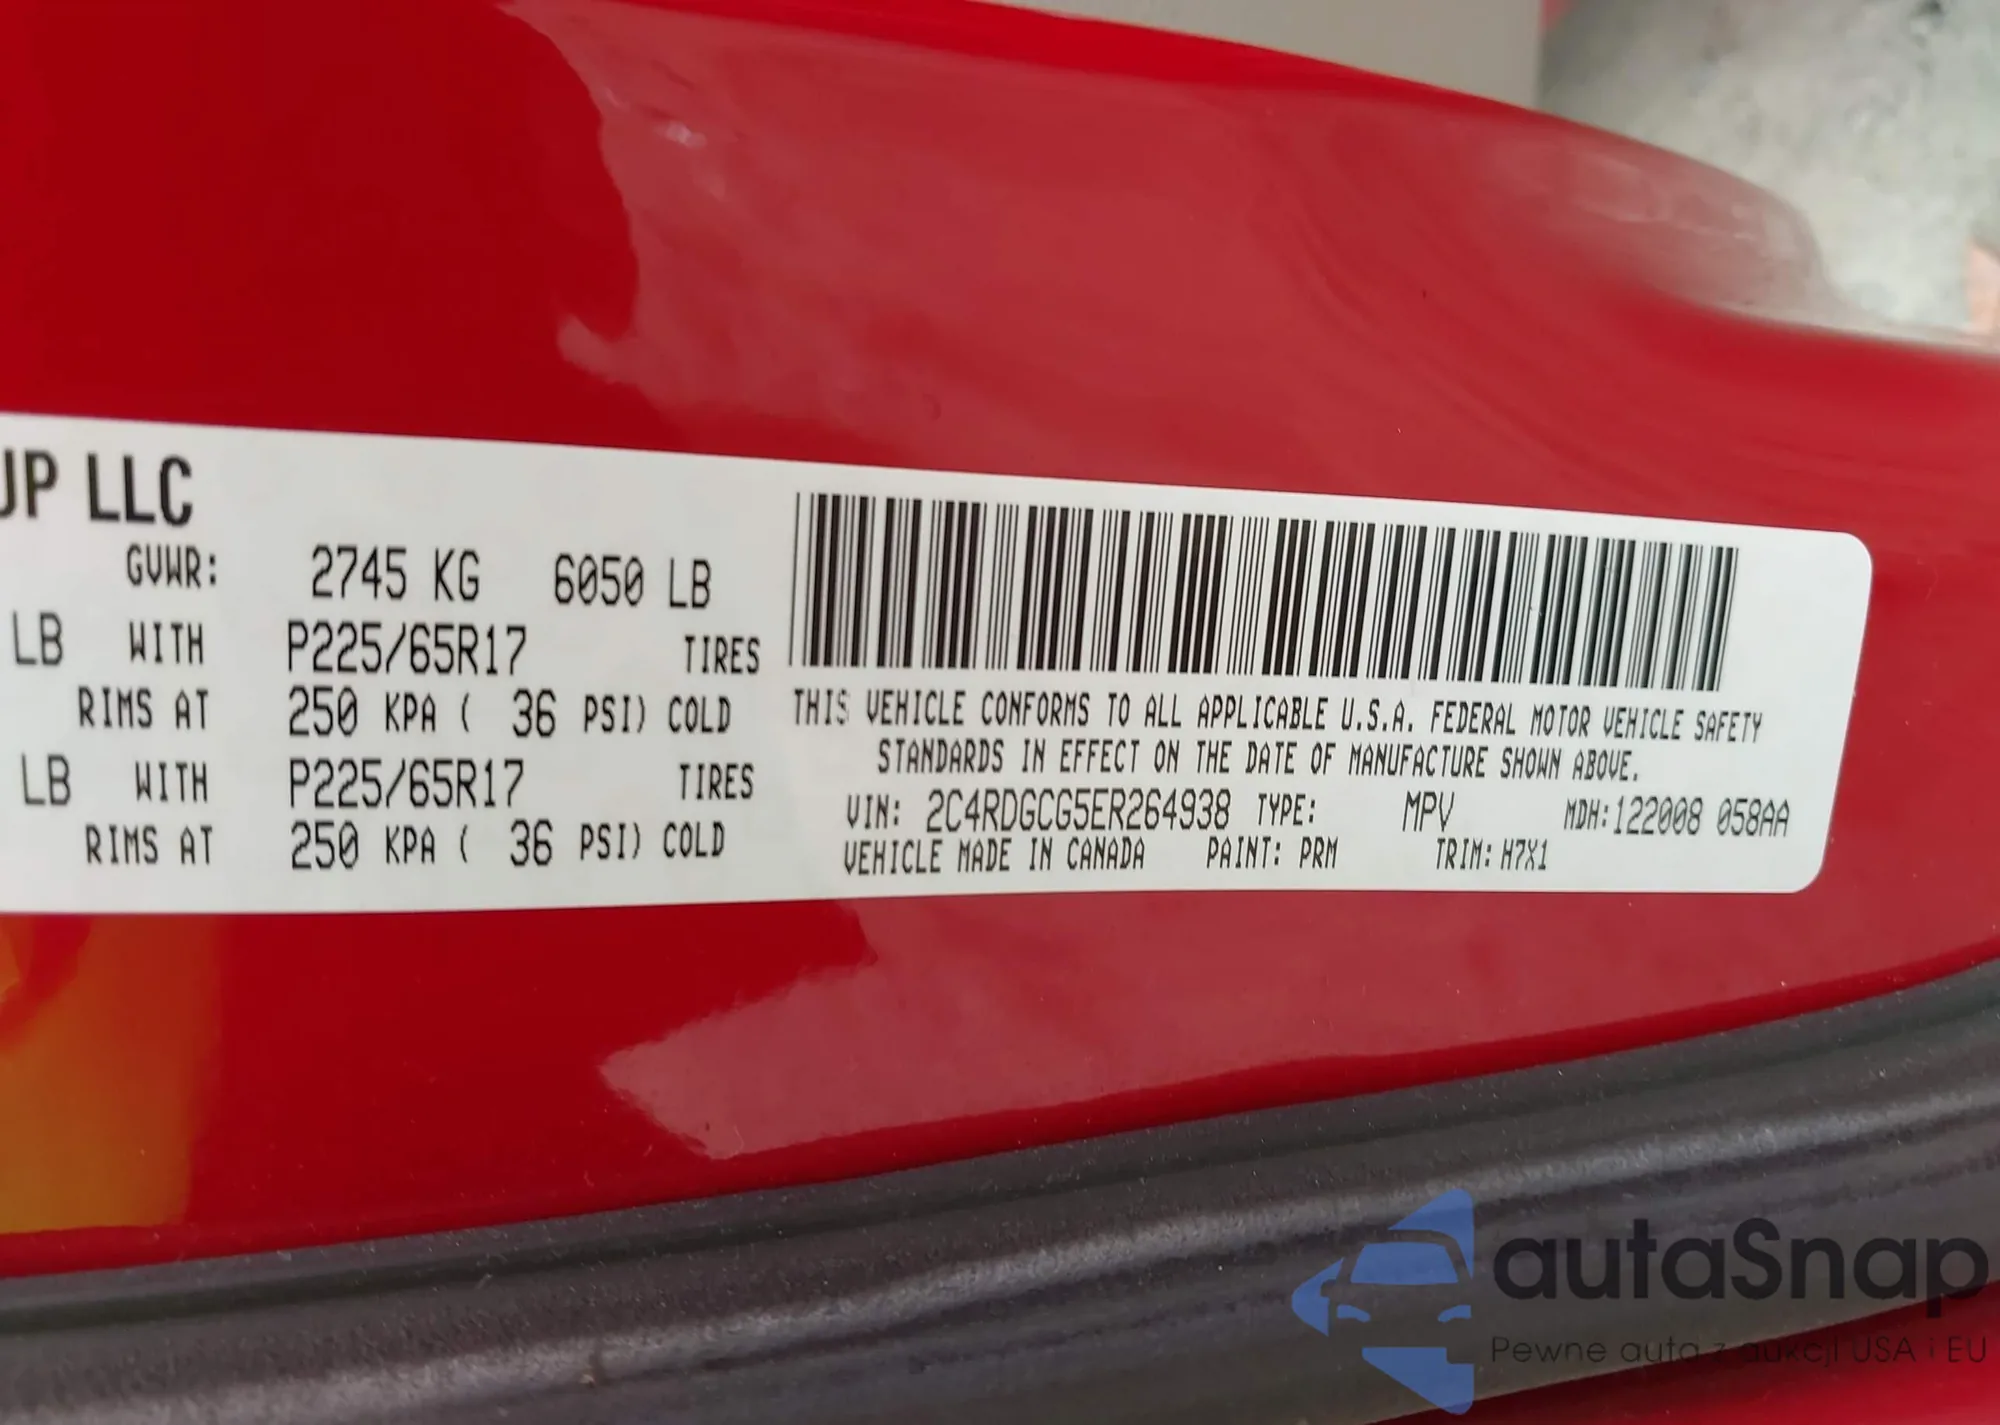 UP LLC
GVWR: 2745 KG 6050 LB
LB WITH P225/65R17 TIRES
RIMS AT 250 KPA ( 36 PSI) COLD
LB WITH P225/65R17 TIRES
RIMS AT 250 KPA ( 36 PSI) COLD
THIS VEHICLE CONFORMS TO ALL APPLICABLE U.S.A. FEDERAL MOTOR VEHICLE SAFETY
STANDARDS IN EFFECT ON THE DATE OF MANUFACTURE SHOWN ABOVE.
VIN: 2C4RDGCG5ER264938 TYPE: MPV MDH:122008 058AA
VEHICLE MADE IN CANADA PAINT: PRM TRIM: H7X1
autaSnap
Pewne auta z aukcji USA i EU